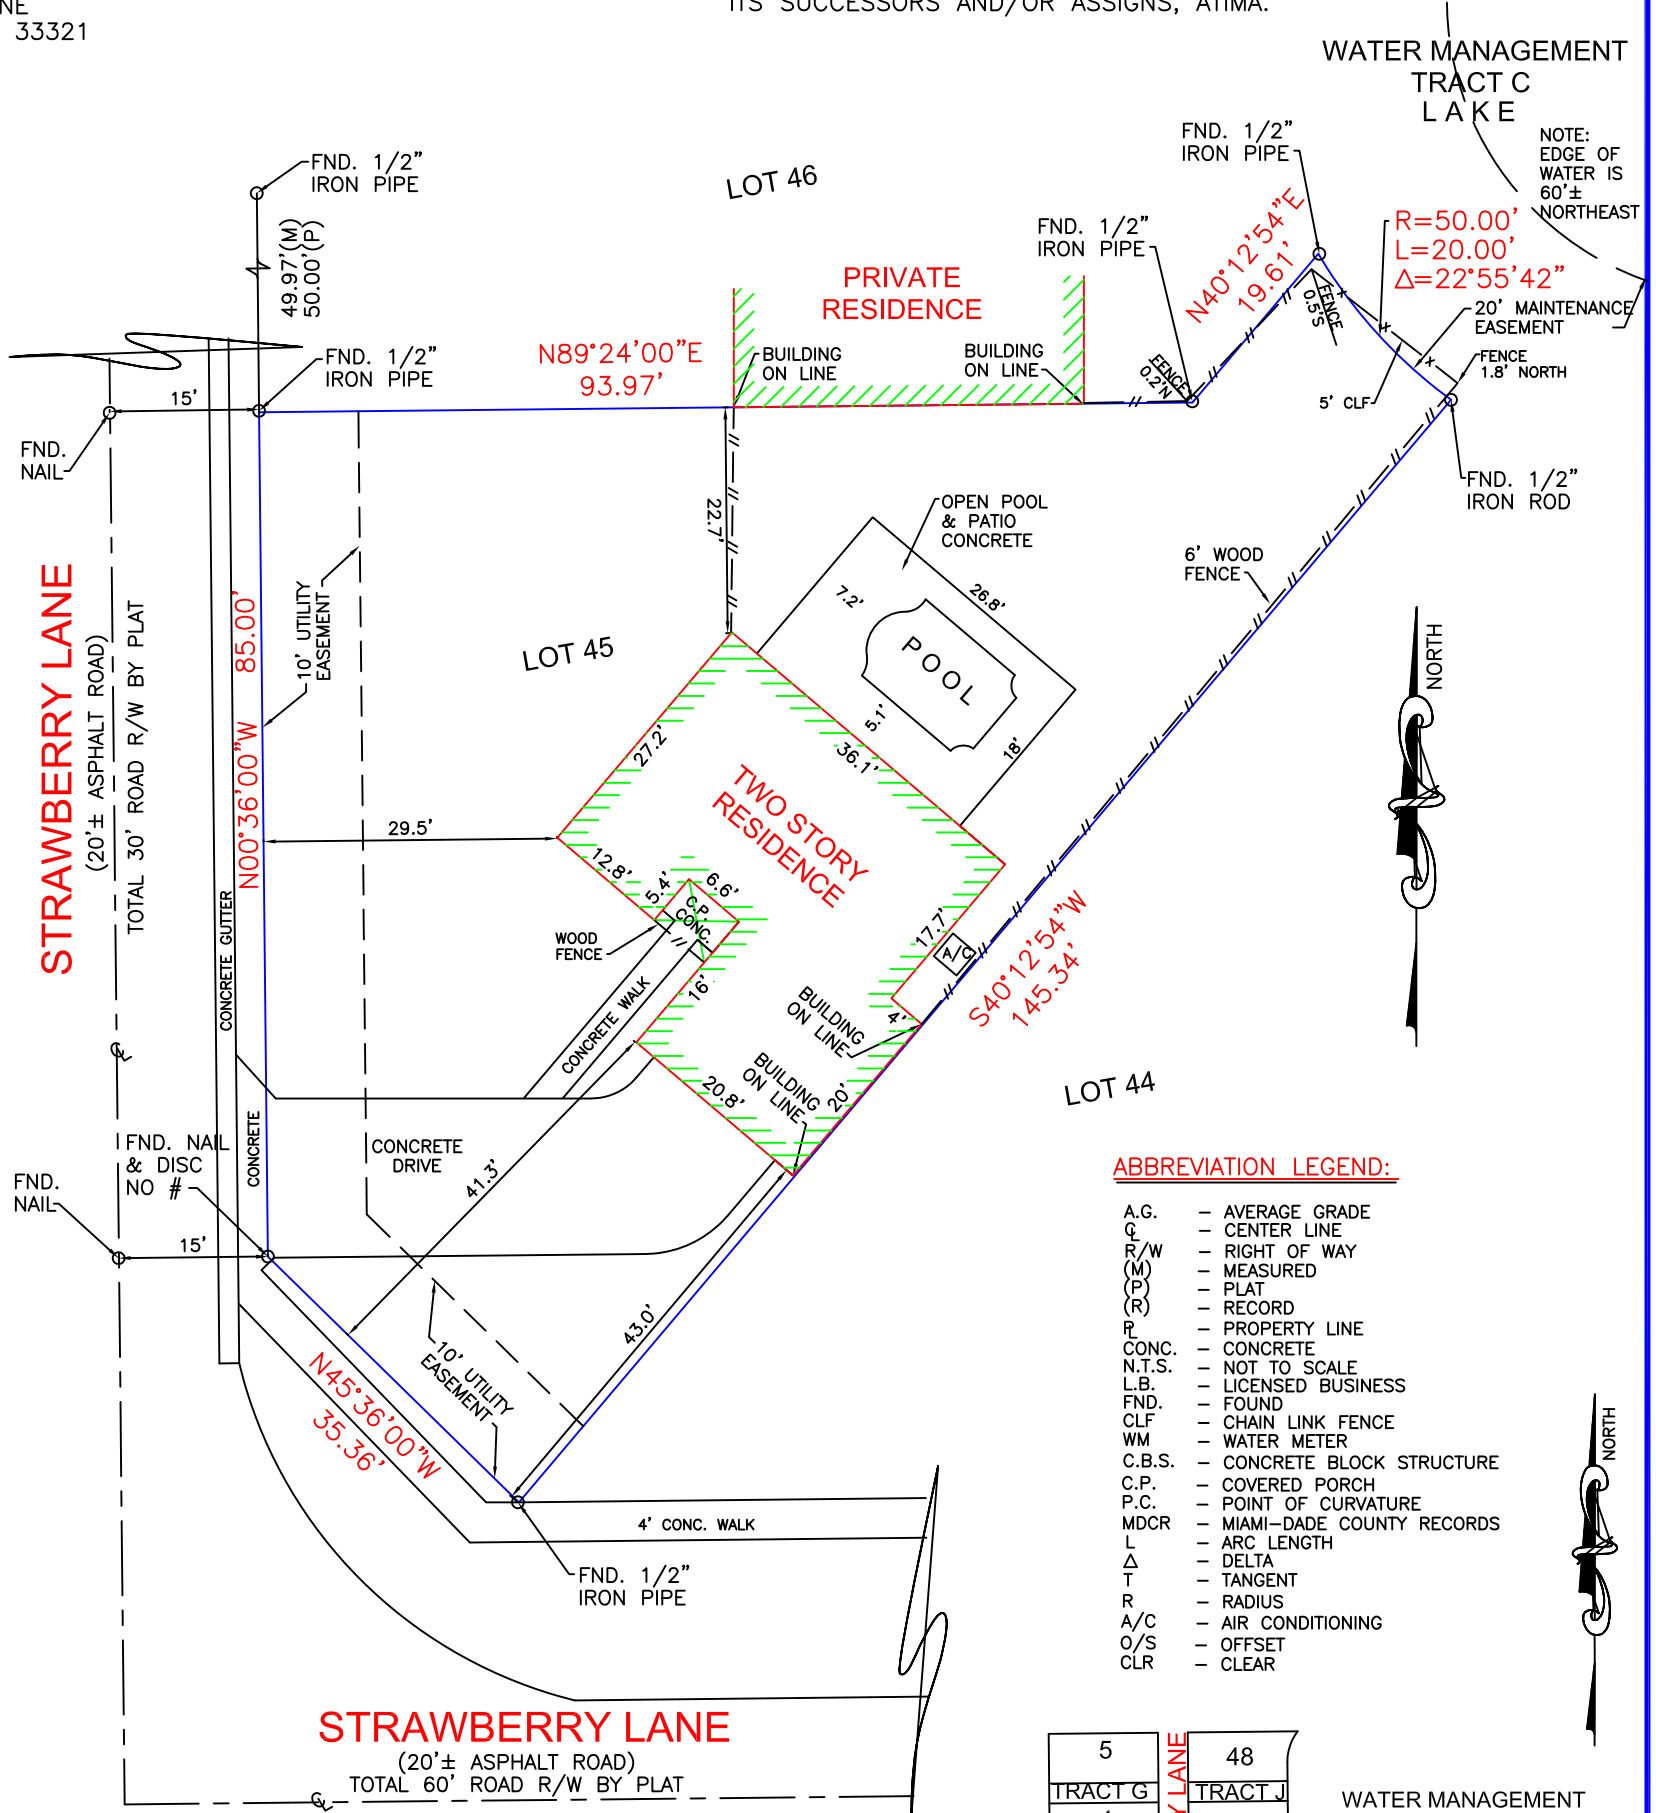 NE
33321
ITS SUCCESSORS AND/OR ASSIGNS, ATIMA.
WATER MANAGEMENT
TRACT C
LAKE
NOTE:
EDGE OF
WATER IS
60'±
NORTHEAST
FND. 1/2"
IRON PIPE
FND. 1/2"
IRON PIPE
49.97'(M)
50.00'(P)
LOT 46
FND. 1/2"
IRON PIPE
N40°12'54"E
19.61'
R=50.00'
L=20.00'
Δ=22°55'42"
PRIVATE
RESIDENCE
FENCE
0.5'S
20' MAINTENANCE
EASEMENT
FND. 1/2"
IRON PIPE
N89°24'00"E
93.97'
BUILDING
ON LINE
BUILDING
ON LINE
FENCE
0.2'N
FENCE
1.8' NORTH
5' CLF
15'
FND.
NAIL
FND. 1/2"
IRON ROD
22.7'
OPEN POOL
& PATIO
CONCRETE
6' WOOD
FENCE
7.2'
26.8'
POOL
5.1'
18'
STRAWBERRY LANE
(20'± ASPHALT ROAD)
TOTAL 30' ROAD R/W BY PLAT
N00°36'00"W 85.00'
10' UTILITY
EASEMENT
LOT 45
NORTH
27.2'
36.1'
TWO STORY
RESIDENCE
29.5'
12.8'
5.4'
6.6'
C.P.
CONC.
WOOD
FENCE
17.7'
A/C
S40°12'54"W
145.34'
CONCRETE GUTTER
CONCRETE WALK
16'
BUILDING
ON LINE
4'
BUILDING
ON LINE
20.8'
20'
LOT 44
℄
CONCRETE
FND. NAIL
& DISC
NO #
CONCRETE
DRIVE
41.3'
FND.
NAIL
15'
43.0'
10' UTILITY
EASEMENT
N45°36'00"W
35.36'
4' CONC. WALK
FND. 1/2"
IRON PIPE
ABBREVIATION LEGEND:
A.G. – AVERAGE GRADE
℄ – CENTER LINE
R/W – RIGHT OF WAY
(M) – MEASURED
(P) – PLAT
(R) – RECORD
⅊ – PROPERTY LINE
CONC. – CONCRETE
N.T.S. – NOT TO SCALE
L.B. – LICENSED BUSINESS
FND. – FOUND
CLF – CHAIN LINK FENCE
WM – WATER METER
C.B.S. – CONCRETE BLOCK STRUCTURE
C.P. – COVERED PORCH
P.C. – POINT OF CURVATURE
MDCR – MIAMI–DADE COUNTY RECORDS
L – ARC LENGTH
Δ – DELTA
T – TANGENT
R – RADIUS
A/C – AIR CONDITIONING
O/S – OFFSET
CLR – CLEAR
NORTH
STRAWBERRY LANE
(20'± ASPHALT ROAD)
TOTAL 60' ROAD R/W BY PLAT
℄
5
48
TRACT G
TRACT J
Y LANE
WATER MANAGEMENT